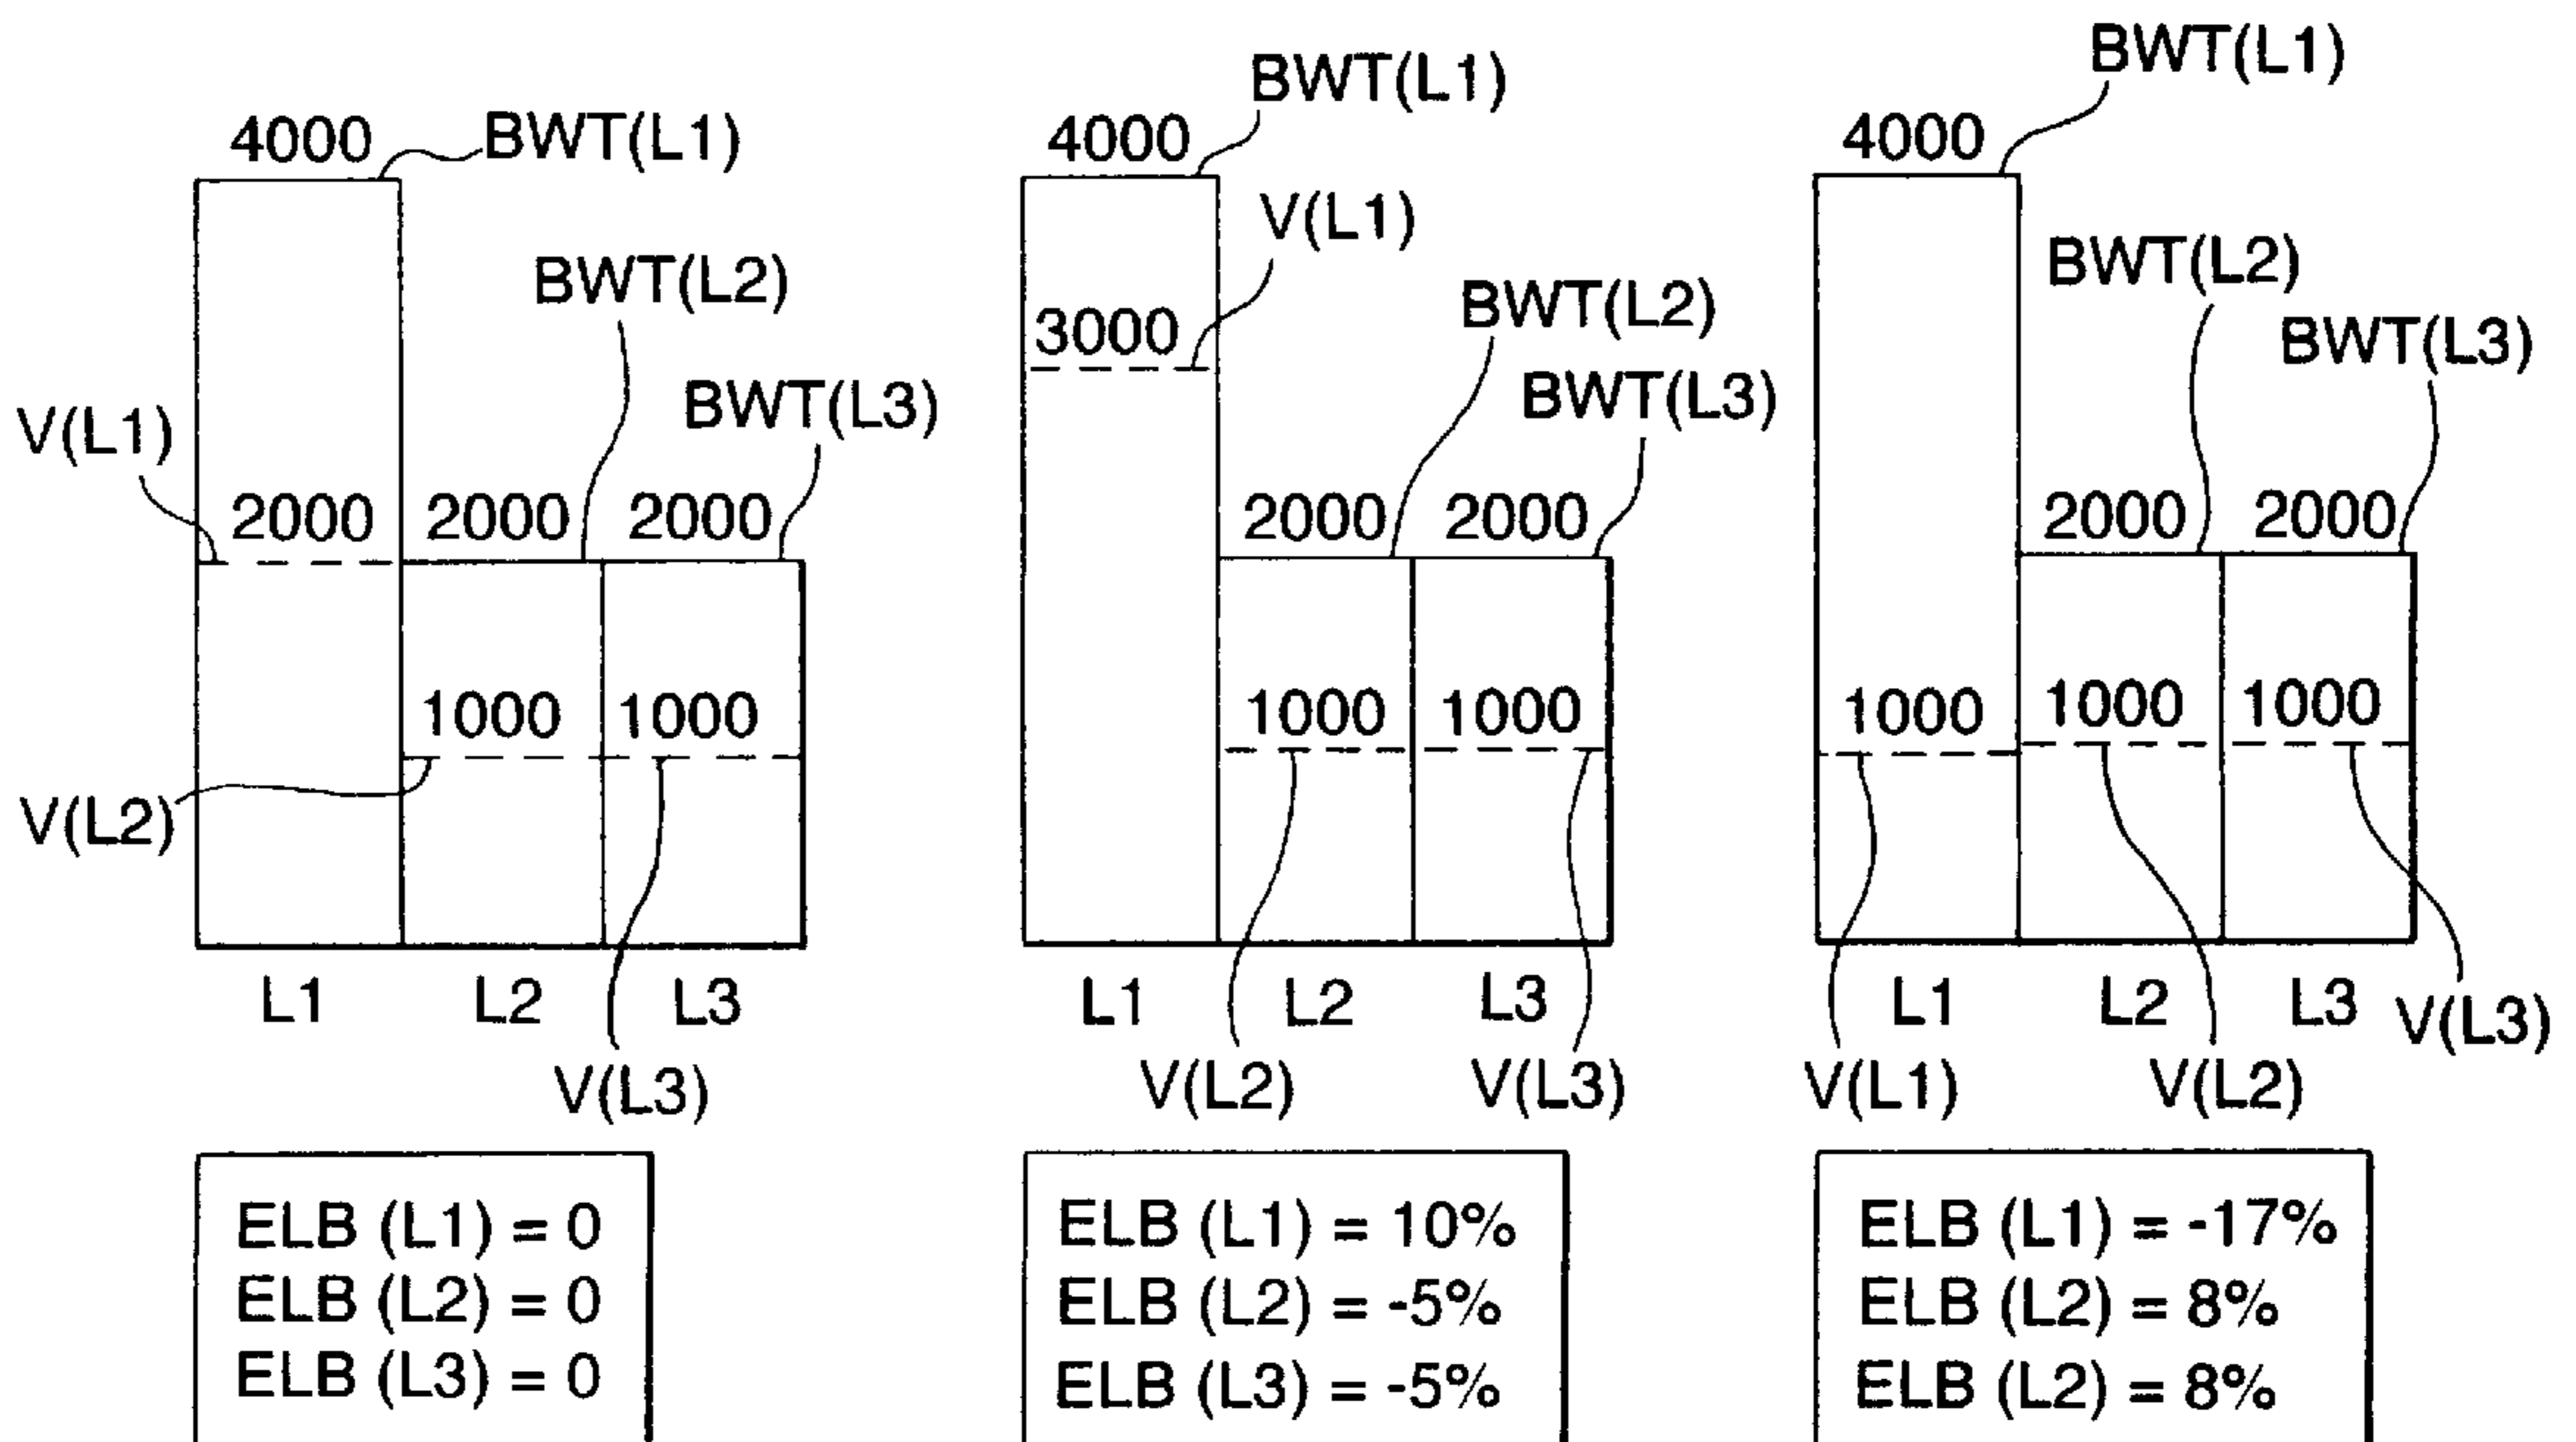 4000
BWT(L1)
BWT(L2)
BWT(L3)
V(L1)
2000
2000
2000
1000
1000
V(L2)
L1
L2
L3
V(L3)
ELB (L1) = 0
ELB (L2) = 0
ELB (L3) = 0
BWT(L1)
4000
V(L1)
3000
BWT(L2)
BWT(L3)
2000
2000
1000
1000
L1
L2
L3
V(L2)
V(L3)
ELB (L1) = 10%
ELB (L2) = -5%
ELB (L3) = -5%
BWT(L1)
4000
BWT(L2)
BWT(L3)
2000
2000
1000
1000
1000
L1
L2
L3
V(L3)
V(L1)
V(L2)
ELB (L1) = -17%
ELB (L2) = 8%
ELB (L2) = 8%